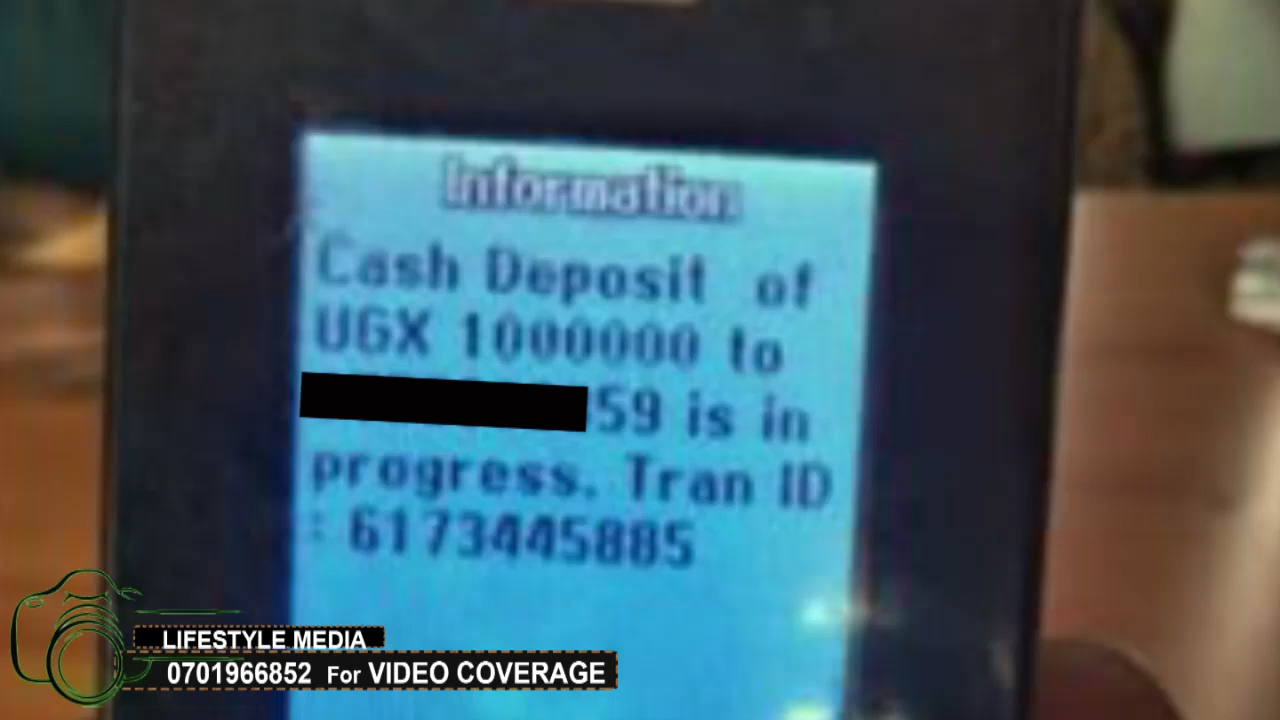 Information
Cash Deposit of
UGX 1000000 to
59 is in
progress. Tran ID
: 6173445885
LIFESTYLE MEDIA
0701966852 For VIDEO COVERAGE